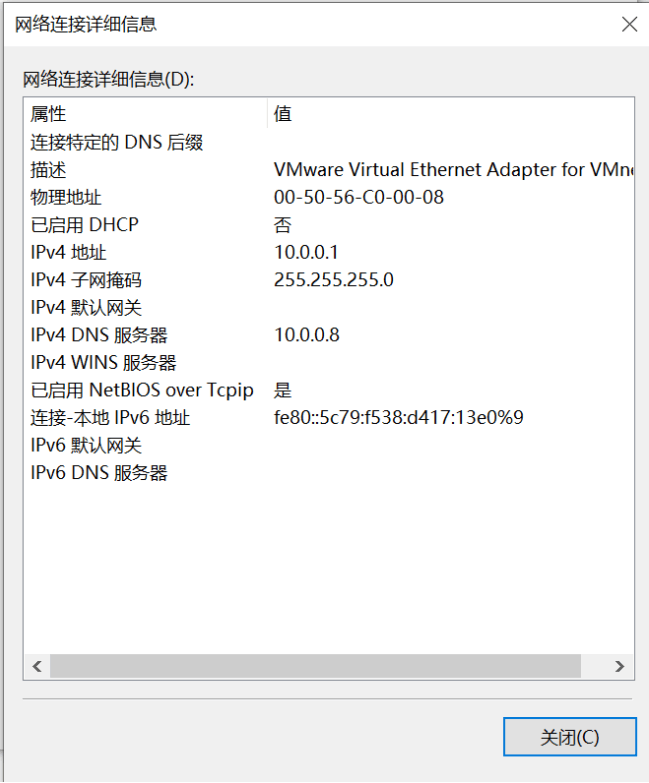 网络连接详细信息
网络连接详细信息(D):
属性 值
连接特定的 DNS 后缀
描述 VMware Virtual Ethernet Adapter for VMne
物理地址 00-50-56-C0-00-08
已启用 DHCP 否
IPv4 地址 10.0.0.1
IPv4 子网掩码 255.255.255.0
IPv4 默认网关
IPv4 DNS 服务器 10.0.0.8
IPv4 WINS 服务器
已启用 NetBIOS over Tcpip 是
连接-本地 IPv6 地址 fe80::5c79:f538:d417:13e0%9
IPv6 默认网关
IPv6 DNS 服务器
关闭(C)